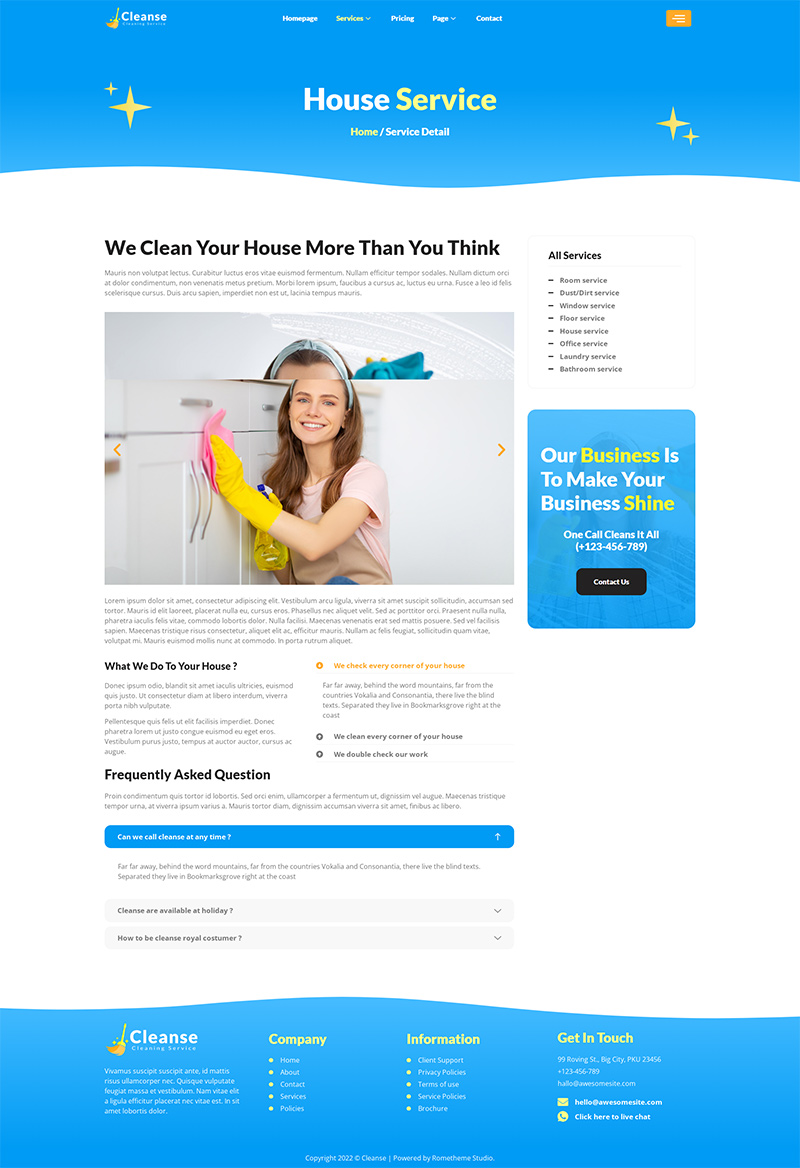 Cleanse
Cleaning Service
Homepage
Services
Pricing
Page
Contact
House Service
Home / Service Detail
We Clean Your House More Than You Think
Mauris non volutpat lectus. Curabitur luctus eros vitae euismod fermentum. Nullam efficitur tempor sodales. Nullam dictum orci
at dolor condimentum, non venenatis metus pretium. Morbi lorem ipsum, faucibus a cursus ac, luctus eu urna. Fusce a leo id felis
scelerisque cursus. Duis arcu sapien, imperdiet non est ut, lacinia tempus mauris.
All Services
Room service
Dust/Dirt service
Window service
Floor service
House service
Office service
Laundry service
Bathroom service
Our Business Is
To Make Your
Business Shine
One Call Cleans It All
(+123-456-789)
Contact Us
Lorem ipsum dolor sit amet, consectetur adipiscing elit. Vestibulum arcu ligula, viverra sit amet suscipit sollicitudin, accumsan sed
tortor. Mauris id elit laoreet, placerat nulla eu, cursus eros. Phasellus nec aliquet velit. Sed ac porttitor orci. Praesent nulla nulla,
pharetra iaculis felis vitae, commodo lobortis dolor. Nulla facilisi. Maecenas venenatis erat sed mattis posuere. Sed vel facilisis
sapien. Maecenas tristique risus consectetur, aliquet elit ac, efficitur mauris. Nullam ac felis feugiat, sollicitudin quam vitae,
volutpat mi. Mauris euismod mollis nunc at commodo. In porta rutrum aliquet.
What We Do To Your House ?
Donec ipsum odio, blandit sit amet iaculis ultricies, euismod
quis justo. Ut consectetur diam at libero interdum, viverra
porta nibh vulputate.
Pellentesque quis felis ut elit facilisis imperdiet. Donec
pharetra lorem ut justo congue euismod eu eget eros.
Vestibulum purus justo, tempus at auctor auctor, cursus ac
augue.
We check every corner of your house
Far far away, behind the word mountains, far from the
countries Vokalia and Consonantia, there live the blind
texts. Separated they live in Bookmarksgrove right at the
coast
We clean every corner of your house
We double check our work
Frequently Asked Question
Proin condimentum quis tortor id lobortis. Sed orci enim, ullamcorper a fermentum ut, dignissim vel augue. Maecenas tristique
tempor urna, at viverra ipsum varius a. Mauris tortor diam, dignissim accumsan viverra sit amet, finibus ac libero.
Can we call cleanse at any time ?
Far far away, behind the word mountains, far from the countries Vokalia and Consonantia, there live the blind texts.
Separated they live in Bookmarksgrove right at the coast
Cleanse are available at holiday ?
How to be cleanse royal costumer ?
Cleanse
Cleaning Service
Vivamus suscipit suscipit ante, id mattis
risus ullamcorper nec. Quisque vulputate
feugiat massa et vestibulum. Nam vitae elit
a ligula efficitur placerat nec vitae est. In sit
amet lobortis dolor.
Company
Home
About
Contact
Services
Policies
Information
Client Support
Privacy Policies
Terms of use
Service Policies
Brochure
Get In Touch
99 Roving St., Big City, PKU 23456
+123-456-789
hallo@awesomesite.com
hello@awesomesite.com
Click here to live chat
Copyright 2022 © Cleanse | Powered by Rometheme Studio.